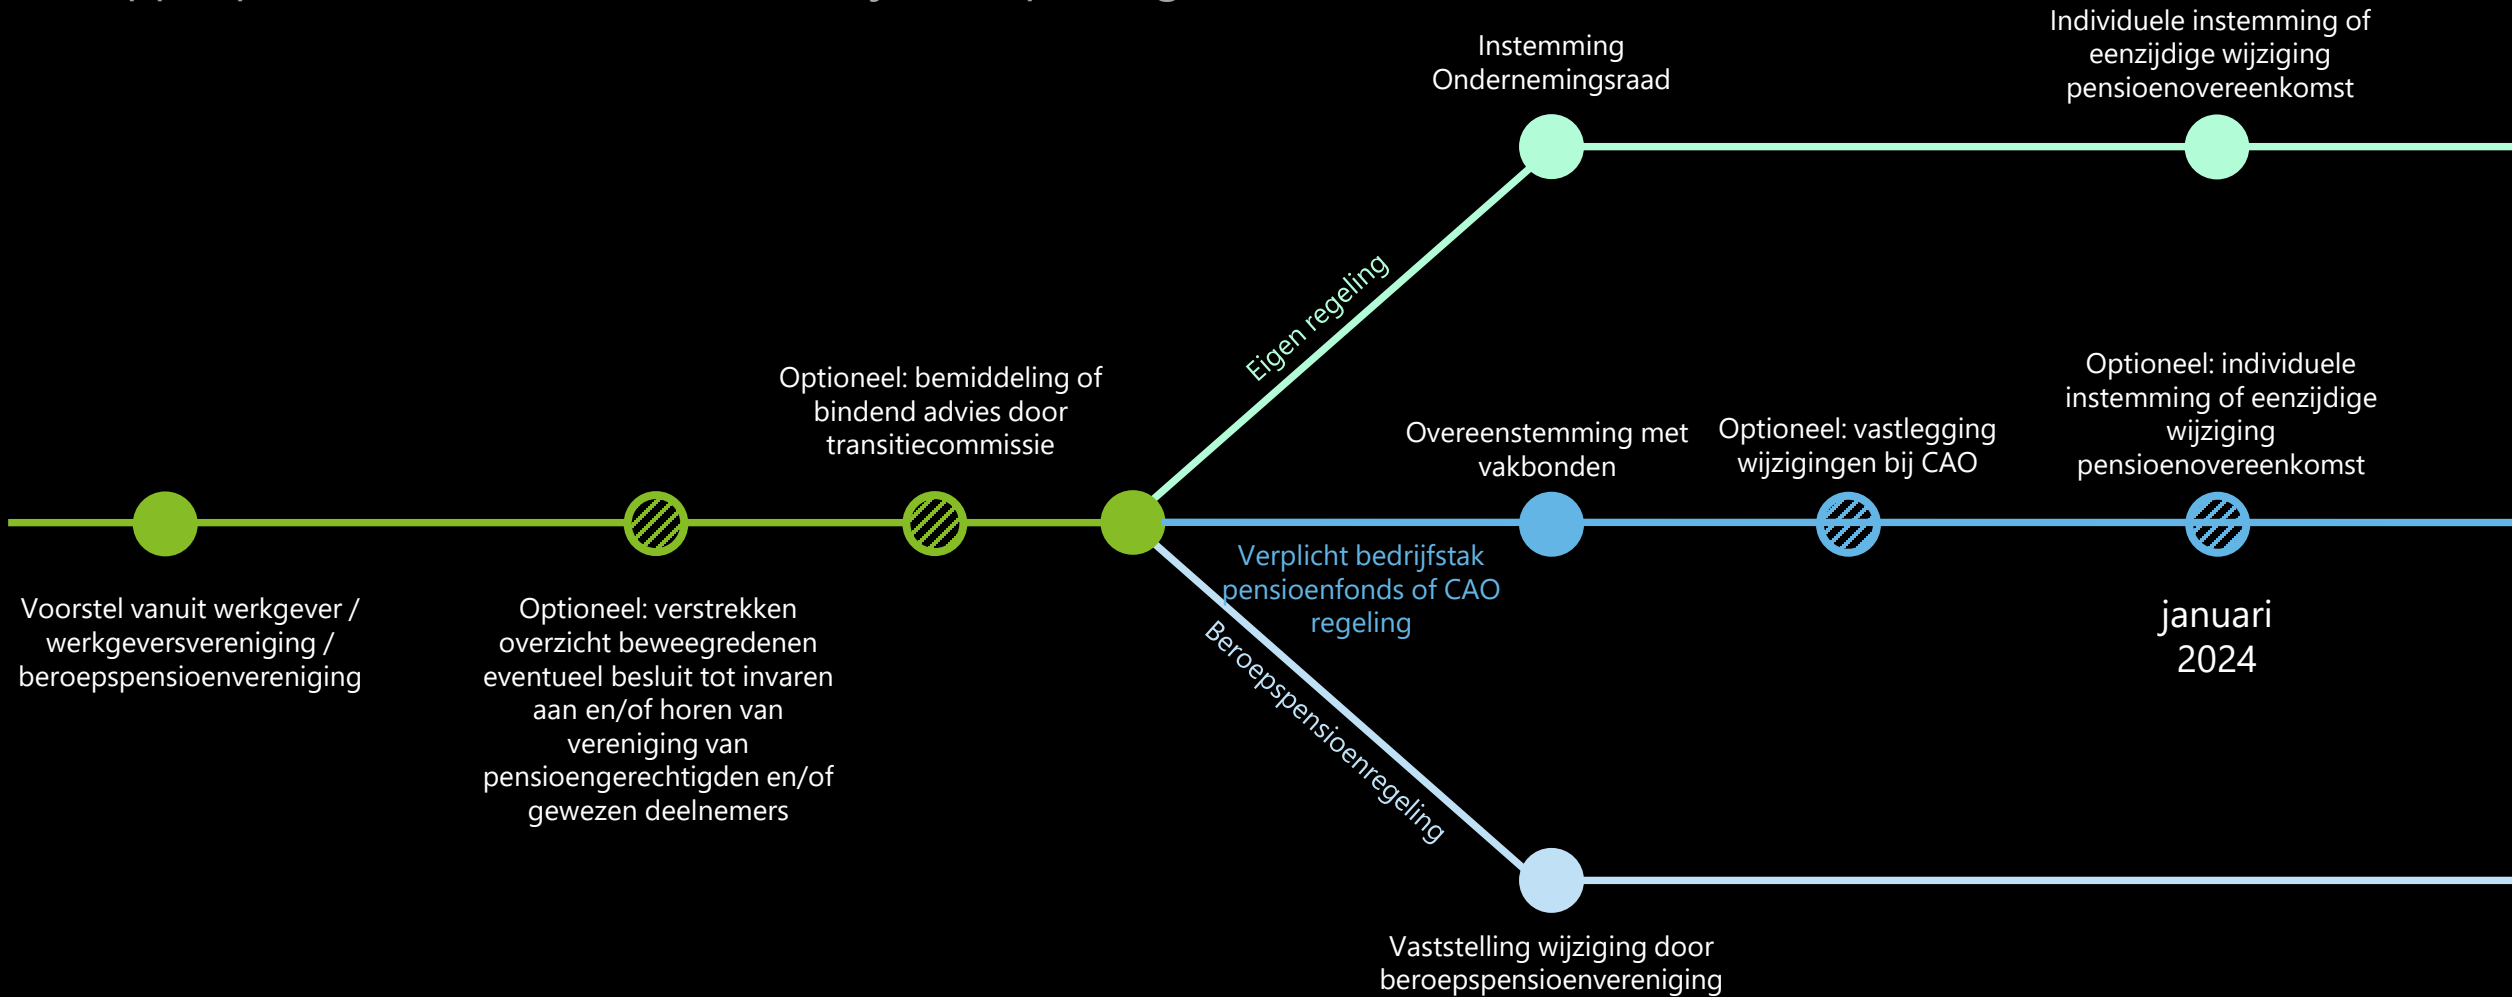 Individuele instemming of
eenzijdige wijziging
pensioenovereenkomst
Instemming
Ondernemingsraad
Eigen regeling
Optioneel: bemiddeling of
bindend advies door
transitiecommissie
Overeenstemming met
vakbonden
Optioneel: vastlegging
wijzigingen bij CAO
Optioneel: individuele
instemming of eenzijdige
wijziging
pensioenovereenkomst
Verplicht bedrijfstak
pensioenfonds of CAO
regeling
Voorstel vanuit werkgever /
werkgeversvereniging /
beroepspensioenvereniging
Optioneel: verstrekken
overzicht beweegredenen
eventueel besluit tot invaren
aan en/of horen van
vereniging van
pensioengerechtigden en/of
gewezen deelnemers
januari
2024
Beroepspensioenregeling
Vaststelling wijziging door
beroepspensioenvereniging